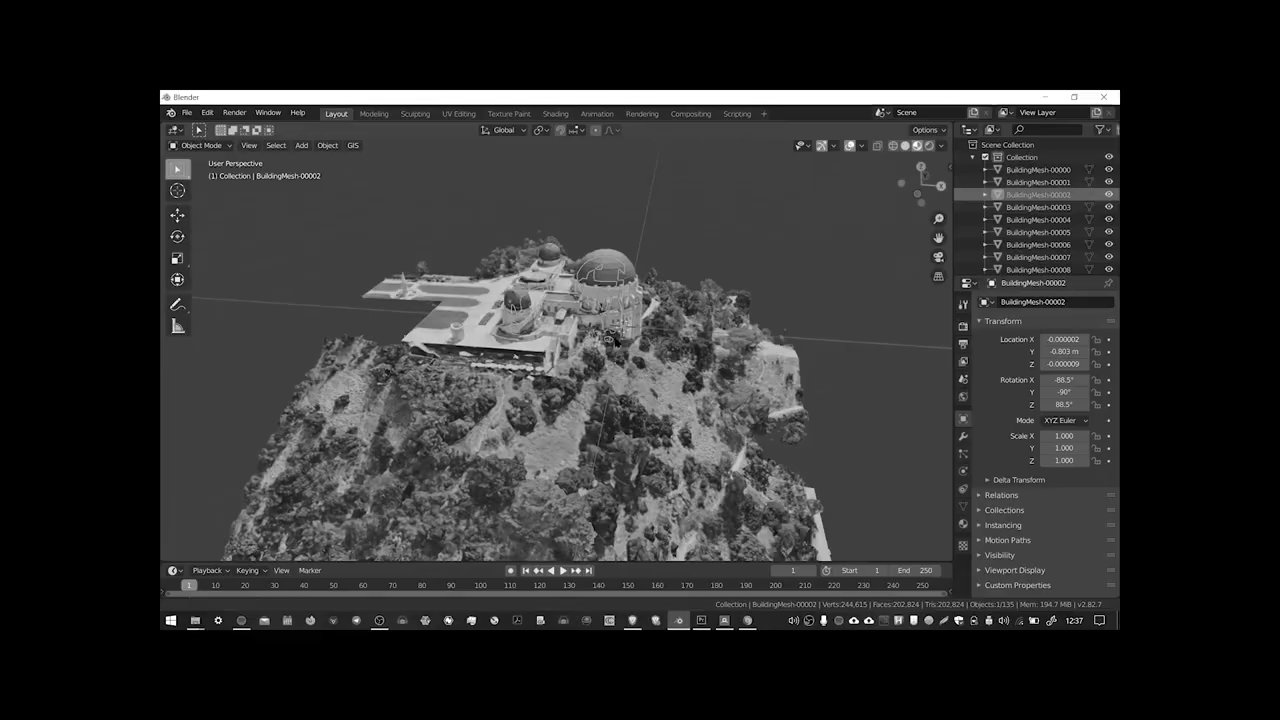 Blender
File Edit Render Window Help Layout Modeling Sculpting UV Editing Texture Paint Shading Animation Rendering Compositing Scripting + Scene View Layer
Global Options
Object Mode View Select Add Object GIS
User Perspective
(1) Collection | BuildingMesh-00002
Z
X
Scene Collection
Collection
BuildingMesh-00000
BuildingMesh-00001
BuildingMesh-00002
BuildingMesh-00003
BuildingMesh-00004
BuildingMesh-00005
BuildingMesh-00006
BuildingMesh-00007
BuildingMesh-00008
BuildingMesh-00002
BuildingMesh-00002
Transform
Location X -0.000002
Y -0.803 m
Z -0.000009
Rotation X -88.5°
Y -90°
Z 88.5°
Mode XYZ Euler
Scale X 1.000
Y 1.000
Z 1.000
Delta Transform
Relations
Collections
Instancing
Motion Paths
Visibility
Viewport Display
Custom Properties
Playback Keying View Marker 1 Start 1 End 250
1 10 20 30 40 50 60 70 80 90 100 110 120 130 140 150 160 170 180 190 200 210 220 230 240 250
Collection | BuildingMesh-00002 | Verts:244,615 | Faces:202,824 | Tris:202,824 | Objects:1/135 | Mem: 194.7 MiB | v2.82.7
12:37